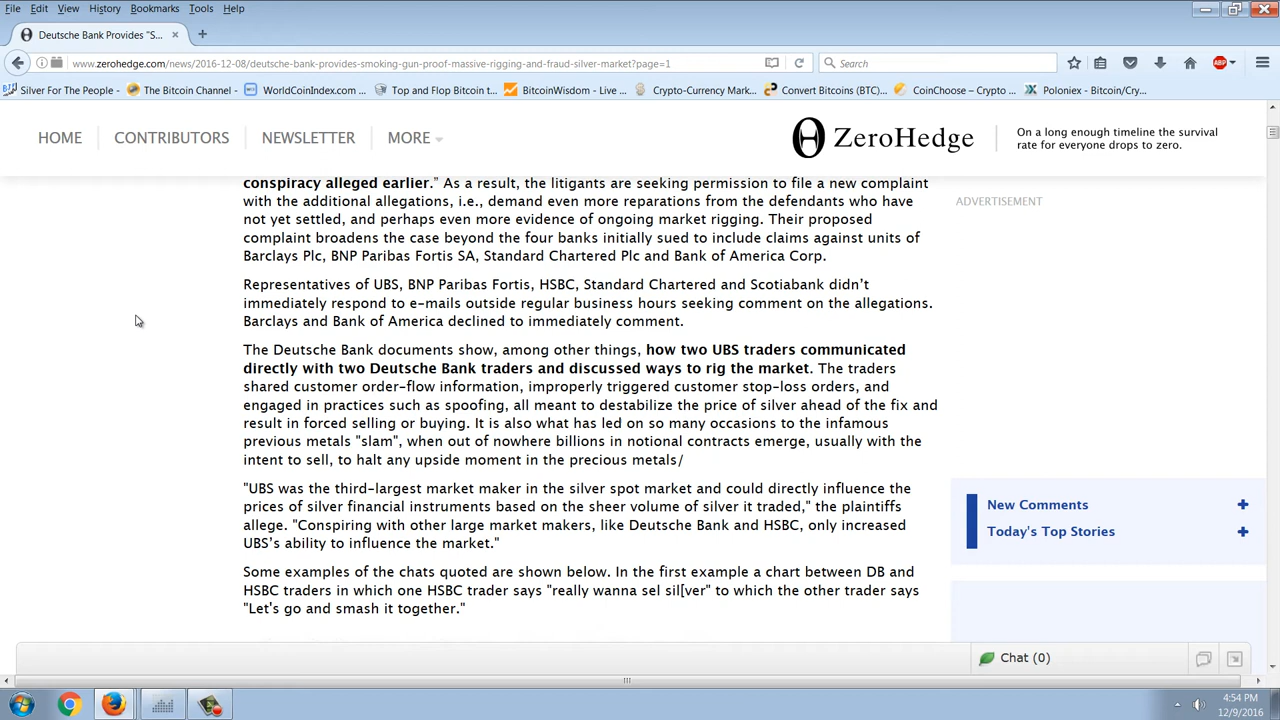 File Edit View History Bookmarks Tools Help
Deutsche Bank Provides "S...
www.zerohedge.com/news/2016-12-08/deutsche-bank-provides-smoking-gun-proof-massive-rigging-and-fraud-silver-market?page=1
Search
ABP
Silver For The People - The Bitcoin Channel - WorldCoinIndex.com ... Top and Flop Bitcoin t... BitcoinWisdom - Live ... Crypto-Currency Mark... Convert Bitcoins (BTC)... CoinChoose – Crypto ... Poloniex - Bitcoin/Cry...
HOME CONTRIBUTORS NEWSLETTER MORE
ZeroHedge
On a long enough timeline the survival
rate for everyone drops to zero.
conspiracy alleged earlier." As a result, the litigants are seeking permission to file a new complaint
with the additional allegations, i.e., demand even more reparations from the defendants who have
not yet settled, and perhaps even more evidence of ongoing market rigging. Their proposed
complaint broadens the case beyond the four banks initially sued to include claims against units of
Barclays Plc, BNP Paribas Fortis SA, Standard Chartered Plc and Bank of America Corp.
Representatives of UBS, BNP Paribas Fortis, HSBC, Standard Chartered and Scotiabank didn't
immediately respond to e-mails outside regular business hours seeking comment on the allegations.
Barclays and Bank of America declined to immediately comment.
The Deutsche Bank documents show, among other things, how two UBS traders communicated
directly with two Deutsche Bank traders and discussed ways to rig the market. The traders
shared customer order-flow information, improperly triggered customer stop-loss orders, and
engaged in practices such as spoofing, all meant to destabilize the price of silver ahead of the fix and
result in forced selling or buying. It is also what has led on so many occasions to the infamous
previous metals "slam", when out of nowhere billions in notional contracts emerge, usually with the
intent to sell, to halt any upside moment in the precious metals/
"UBS was the third-largest market maker in the silver spot market and could directly influence the
prices of silver financial instruments based on the sheer volume of silver it traded," the plaintiffs
allege. "Conspiring with other large market makers, like Deutsche Bank and HSBC, only increased
UBS's ability to influence the market."
Some examples of the chats quoted are shown below. In the first example a chart between DB and
HSBC traders in which one HSBC trader says "really wanna sel sil[ver" to which the other trader says
"Let's go and smash it together."
ADVERTISEMENT
New Comments
Today's Top Stories
Chat (0)
4:54 PM
12/9/2016